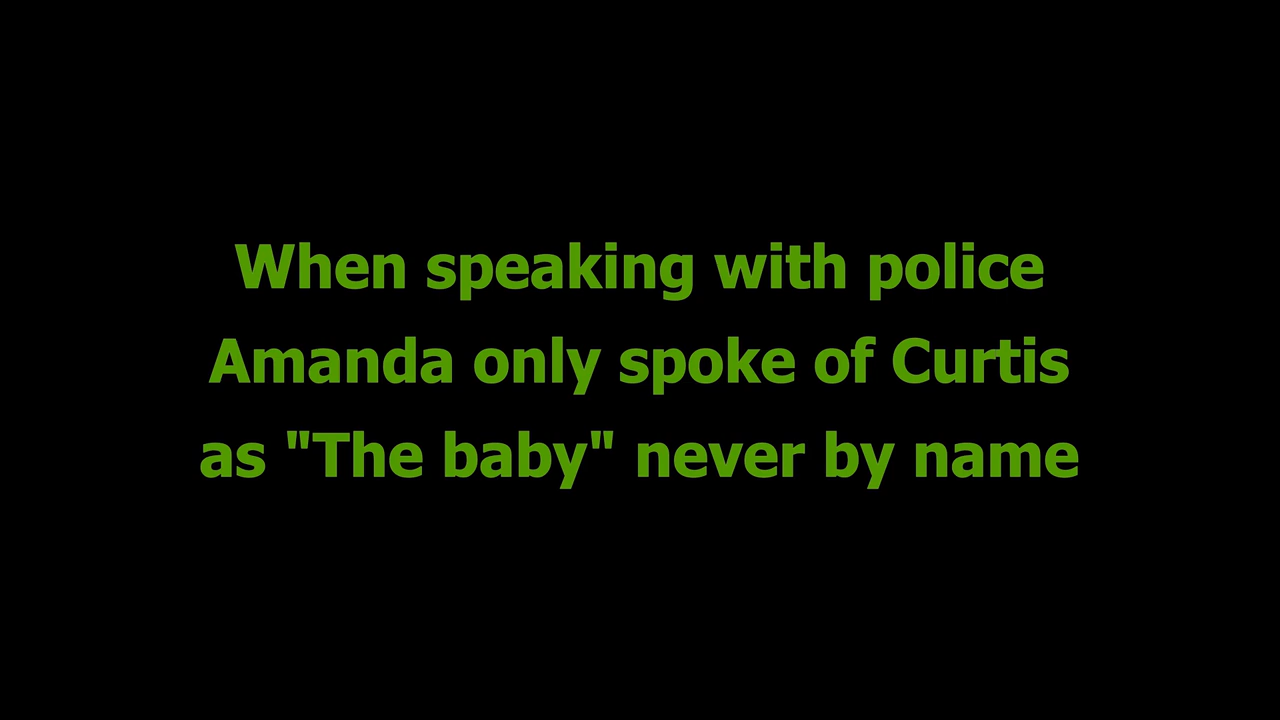 When speaking with police
Amanda only spoke of Curtis
as "The baby" never by name